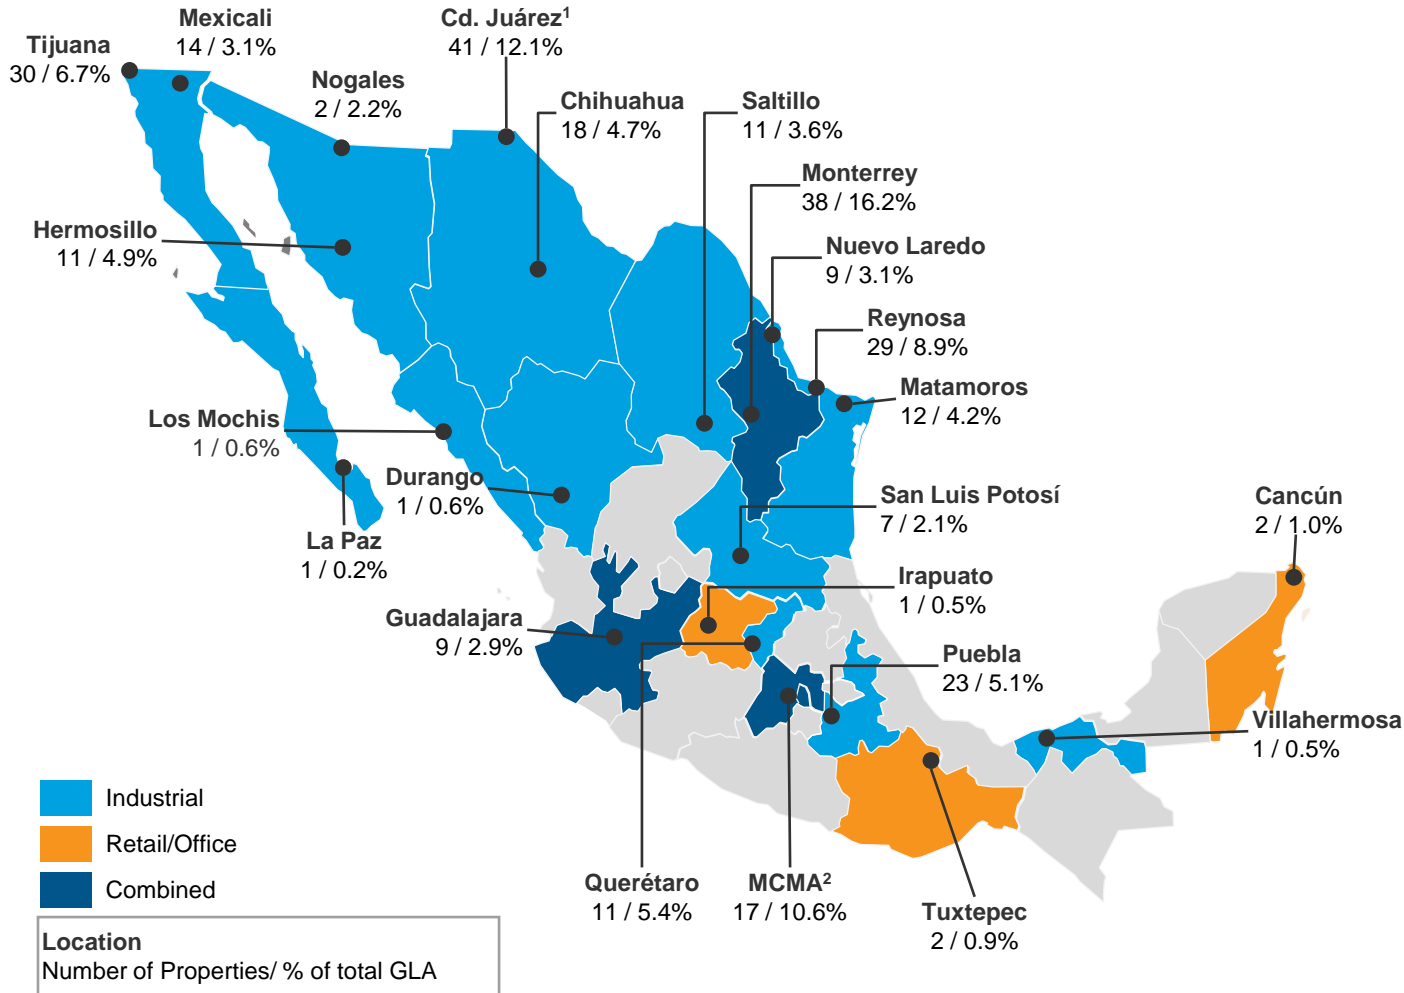 Mexicali
14 / 3.1%
Cd. Juárez¹
41 / 12.1%
Tijuana
30 / 6.7%
Nogales
2 / 2.2%
Chihuahua
18 / 4.7%
Saltillo
11 / 3.6%
Monterrey
38 / 16.2%
Hermosillo
11 / 4.9%
Nuevo Laredo
9 / 3.1%
Reynosa
29 / 8.9%
Matamoros
12 / 4.2%
Los Mochis
1 / 0.6%
Durango
1 / 0.6%
San Luis Potosí
7 / 2.1%
Cancún
2 / 1.0%
La Paz
1 / 0.2%
Irapuato
1 / 0.5%
Guadalajara
9 / 2.9%
Puebla
23 / 5.1%
Villahermosa
1 / 0.5%
Industrial
Retail/Office
Combined
Querétaro
11 / 5.4%
MCMA²
17 / 10.6%
Tuxtepec
2 / 0.9%
Location
Number of Properties/ % of total GLA